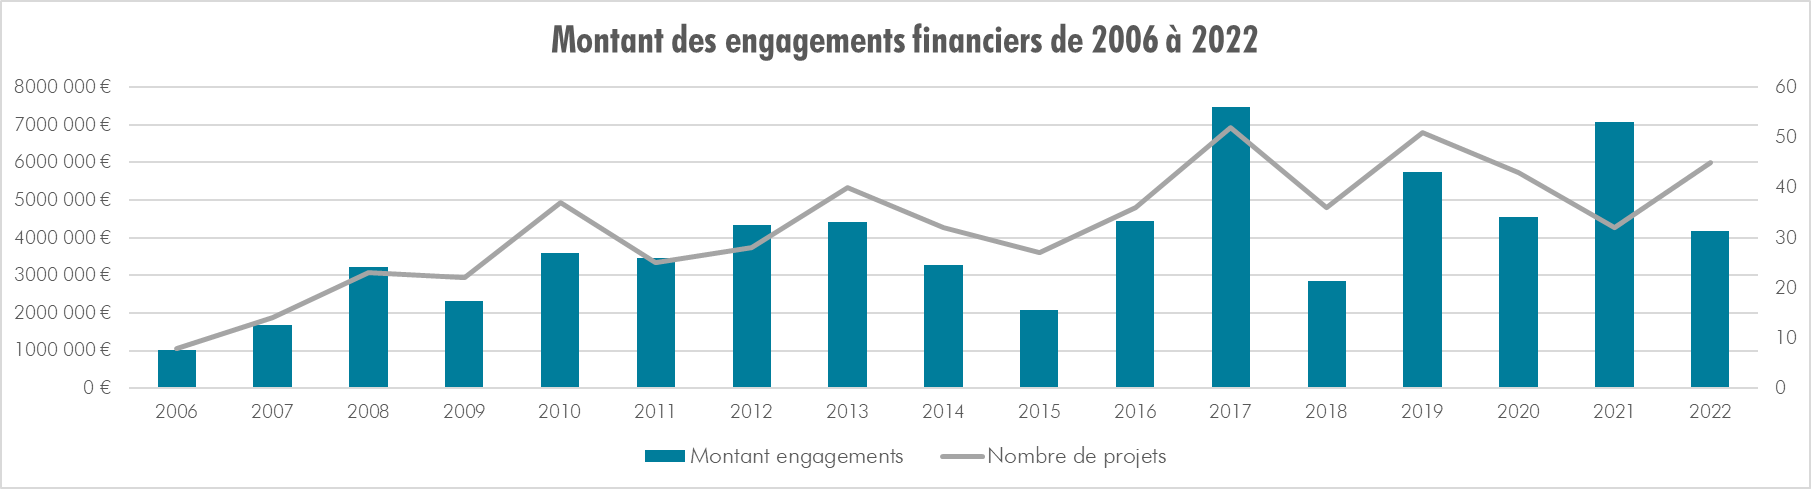 Montant des engagements financiers de 2006 à 2022
8000 000 €
7000 000 €
6000 000 €
5000 000 €
4000 000 €
3000 000 €
2000 000 €
1000 000 €
0 €
60
50
40
30
20
10
0
2006 2007 2008 2009 2010 2011 2012 2013 2014 2015 2016 2017 2018 2019 2020 2021 2022
Montant engagements Nombre de projets